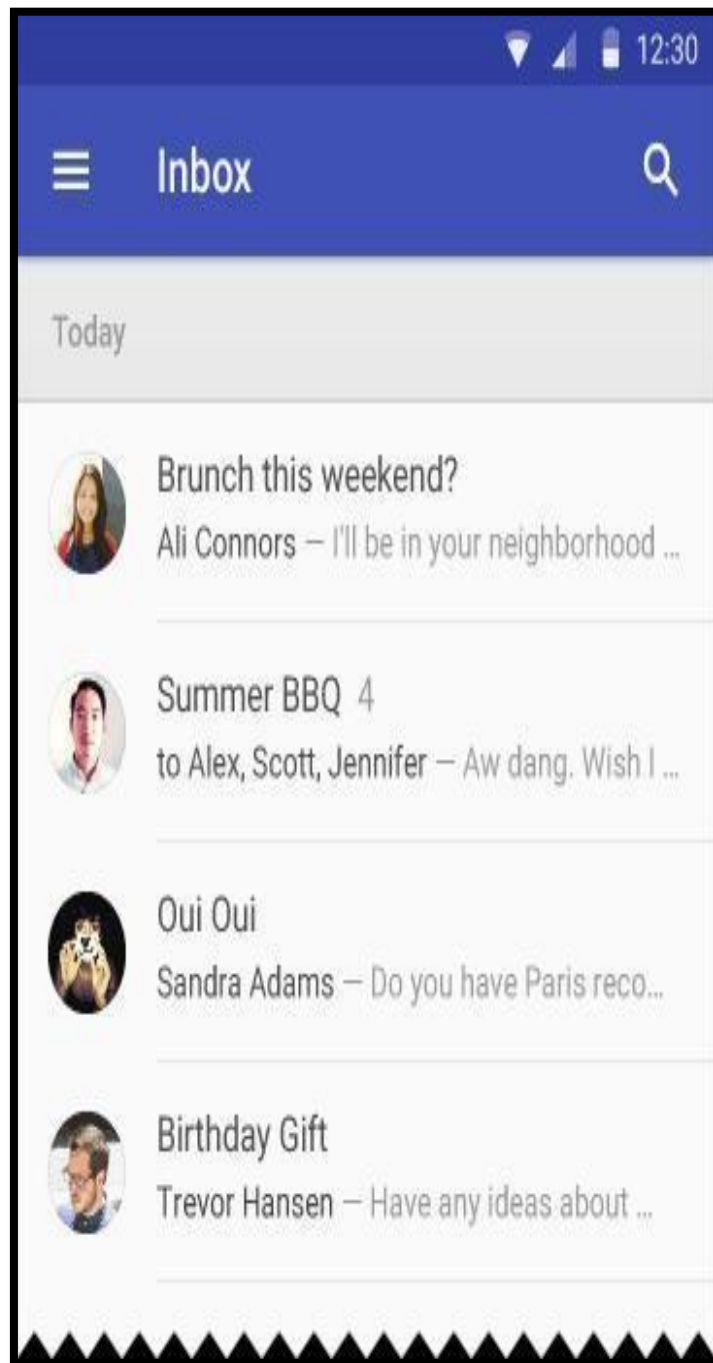 12:30
Inbox
Today
Brunch this weekend?
Ali Connors — I'll be in your neighborhood ...
Summer BBQ 4
to Alex, Scott, Jennifer — Aw dang. Wish I ...
Oui Oui
Sandra Adams — Do you have Paris reco...
Birthday Gift
Trevor Hansen — Have any ideas about ...